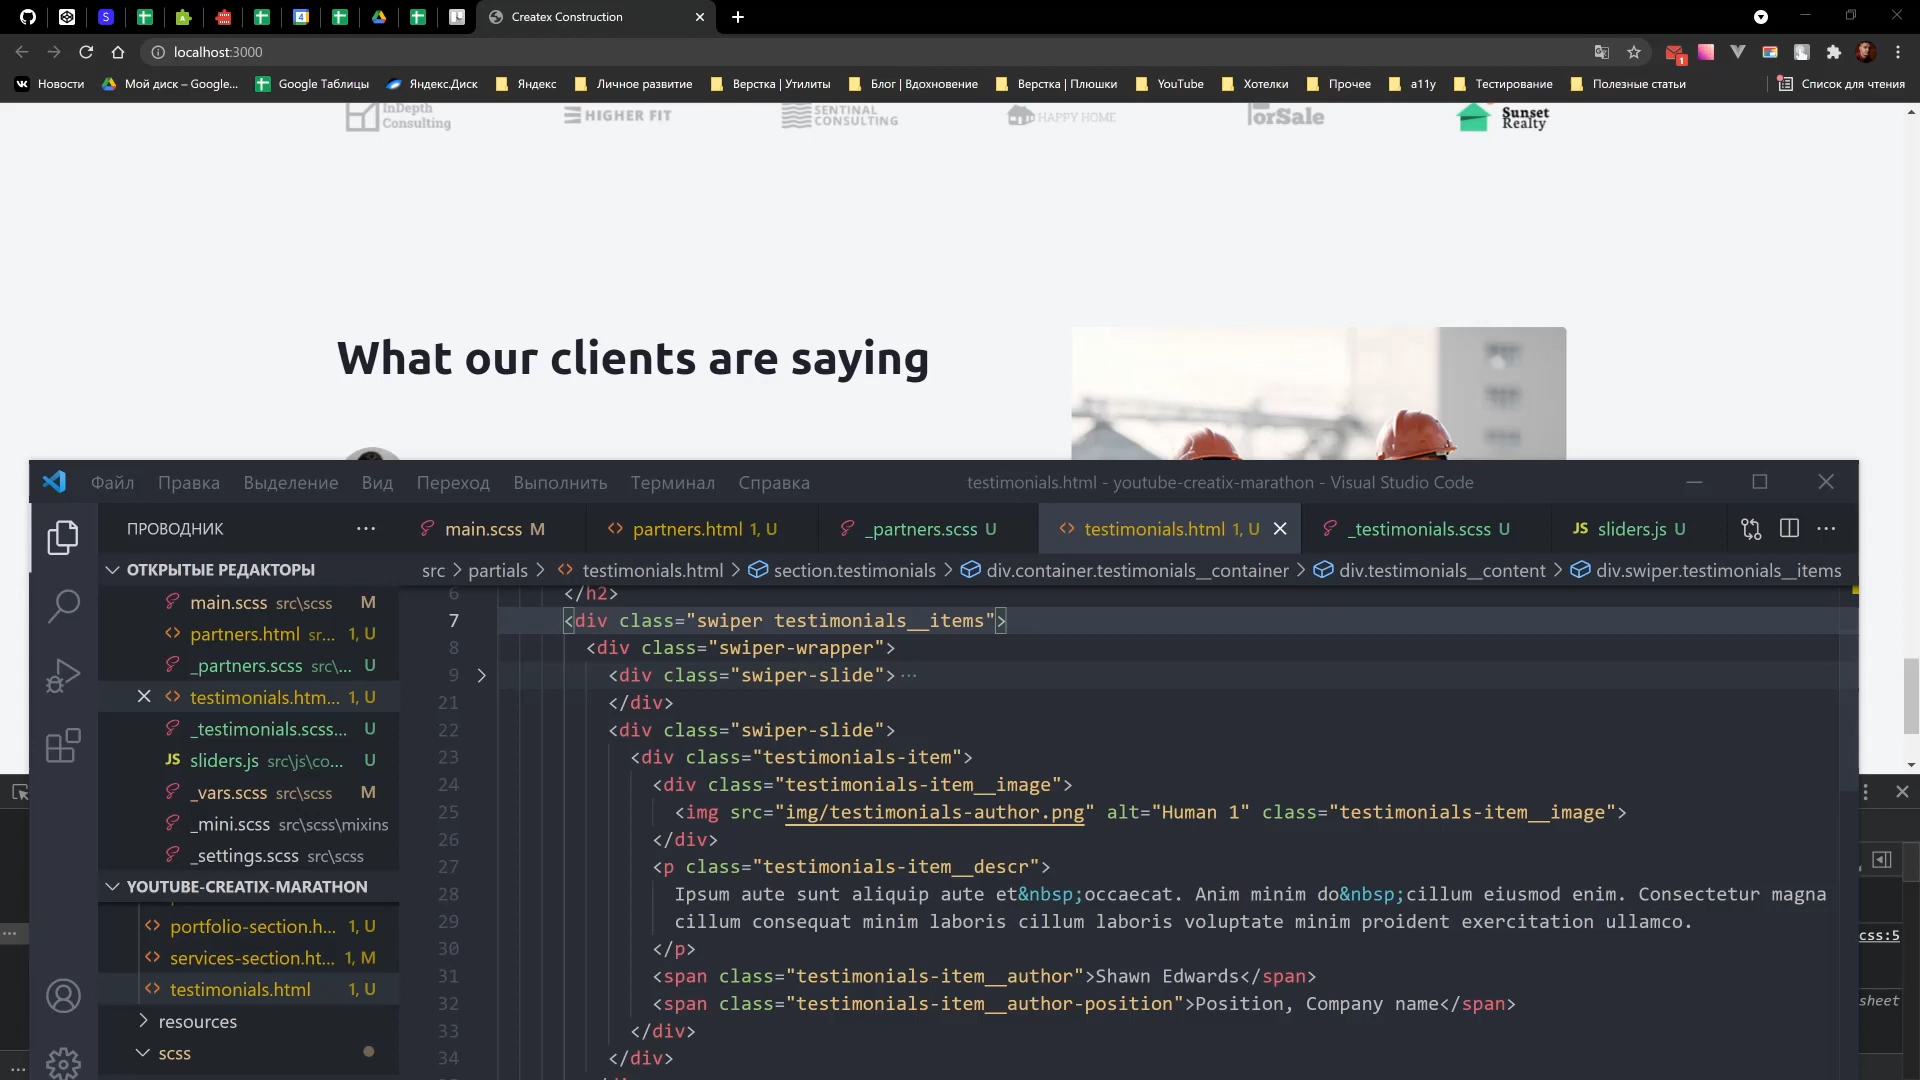 Createx Construction
localhost:3000
Новости
Мой диск – Google...
Google Таблицы
Яндекс.Диск
Яндекс
Личное развитие
Верстка | Утилиты
Блог | Вдохновение
Верстка | Плюшки
YouTube
Хотелки
Прочее
a11y
Тестирование
Полезные статьи
Список для чтения
InDepth
Consulting
HIGHER FIT
SENTINAL
CONSULTING
HAPPY HOME
forSale
Sunset
Realty
What our clients are saying
Файл Правка Выделение Вид Переход Выполнить Терминал Справка
testimonials.html - youtube-creatix-marathon - Visual Studio Code
ПРОВОДНИК
main.scss M
partners.html 1, U
_partners.scss U
testimonials.html 1, U
_testimonials.scss U
JS sliders.js U
ОТКРЫТЫЕ РЕДАКТОРЫ
src > partials > testimonials.html > section.testimonials > div.container.testimonials__container > div.testimonials__content > div.swiper.testimonials__items
main.scss src\scss M
partners.html sr... 1, U
_partners.scss src\... U
testimonials.htm... 1, U
_testimonials.scss... U
JS sliders.js src\js\co... U
_vars.scss src\scss M
_mini.scss src\scss\mixins
_settings.scss src\scss
YOUTUBE-CREATIX-MARATHON
portfolio-section.h... 1, U
services-section.ht... 1, M
testimonials.html 1, U
resources
scss
6 </h2>
7 <div class="swiper testimonials__items">
8 <div class="swiper-wrapper">
9 <div class="swiper-slide"> ...
21 </div>
22 <div class="swiper-slide">
23 <div class="testimonials-item">
24 <div class="testimonials-item__image">
25 <img src="img/testimonials-author.png" alt="Human 1" class="testimonials-item__image">
26 </div>
27 <p class="testimonials-item__descr">
28 Ipsum aute sunt aliquip aute et&nbsp;occaecat. Anim minim do&nbsp;cillum eiusmod enim. Consectetur magna
29 cillum consequat minim laboris cillum laboris voluptate minim proident exercitation ullamco.
30 </p>
31 <span class="testimonials-item__author">Shawn Edwards</span>
32 <span class="testimonials-item__author-position">Position, Company name</span>
33 </div>
34 </div>
css:5
sheet